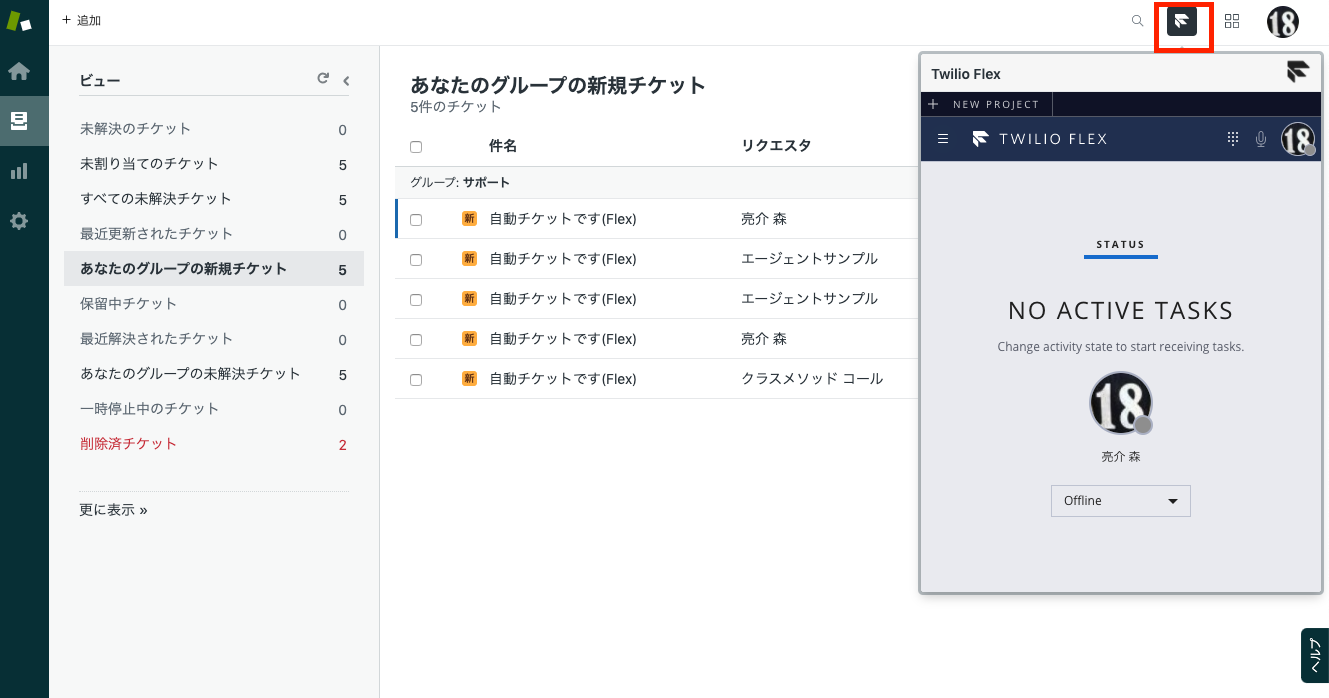 + 追加
18
ビュー
未解決のチケット 0
未割り当てのチケット 5
すべての未解決チケット 5
最近更新されたチケット 0
あなたのグループの新規チケット 5
保留中チケット 0
最近解決されたチケット 0
あなたのグループの未解決チケット 5
一時停止中のチケット 0
削除済チケット 2
更に表示 »
あなたのグループの新規チケット
5件のチケット
件名 リクエスタ
グループ: サポート
新 自動チケットです(Flex) 亮介 森
新 自動チケットです(Flex) エージェントサンプル
新 自動チケットです(Flex) エージェントサンプル
新 自動チケットです(Flex) 亮介 森
新 自動チケットです(Flex) クラスメソッド コール
Twilio Flex
+ NEW PROJECT
TWILIO FLEX
18
STATUS
NO ACTIVE TASKS
Change activity state to start receiving tasks.
18
亮介 森
Offline
ヘルプ